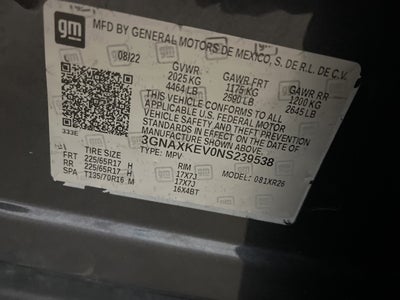 gm
MFD BY GENERAL MOTORS DE MEXICO, S. DE R.L. DE C.V.
08/22 GVWR GAWR FRT GAWR RR
2025 KG 1175 KG 1200 KG
4464 LB 2590 LB 2645 LB
THIS VEHICLE CONFORMS TO ALL
APPLICABLE U.S. FEDERAL MOTOR
VEHICLE SAFETY AND THEFT PREVENTION
STANDARDS IN EFFECT ON THE DATE OF
MANUFACTURE SHOWN ABOVE.
333E 3GNAXKEV0NS239538
TYPE: MPV MODEL: 081XR26
TIRE SIZE RIM
FRT 225/65R17 H 17X7J
RR 225/65R17 H 17X7J
SPA T135/70R16 M 16X4BT